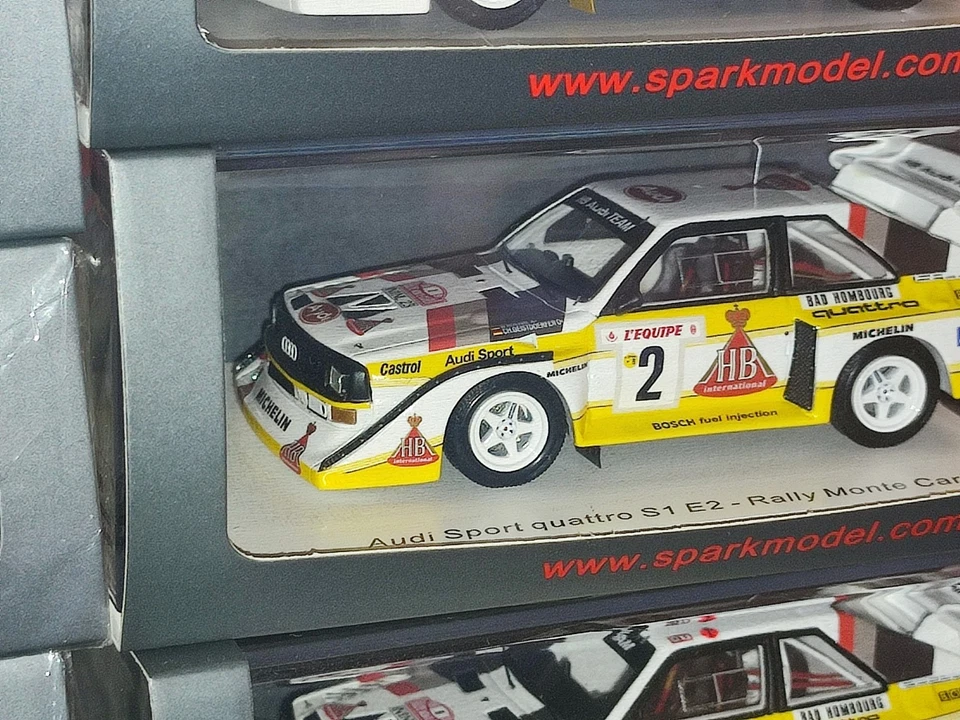 www.sparkmodel.com
Audi TEAM
BAD HOMBOURG
quattro
L'EQUIPE
MICHELIN
Castrol
Audi Sport
MICHELIN
2
HB
international
MICHELIN
HB
international
HB
BOSCH fuel injection
Audi Sport quattro S1 E2 - Rally Monte Car
www.sparkmodel.com
BAD HOMBOURG